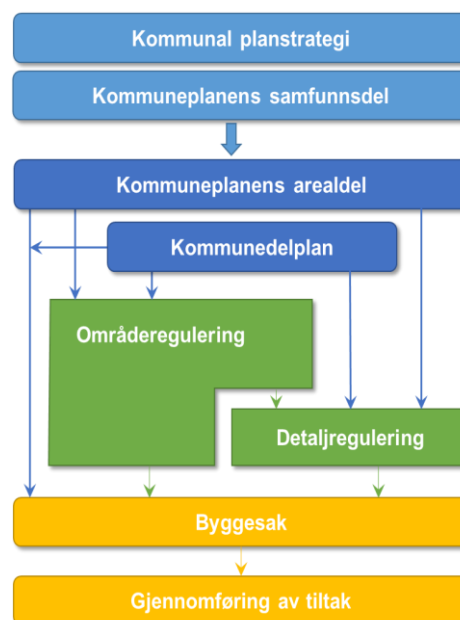 Kommunal planstrategi
Kommuneplanens samfunnsdel
Kommuneplanens arealdel
Kommunedelplan
Områderegulering
Detaljregulering
Byggesak
Gjennomføring av tiltak